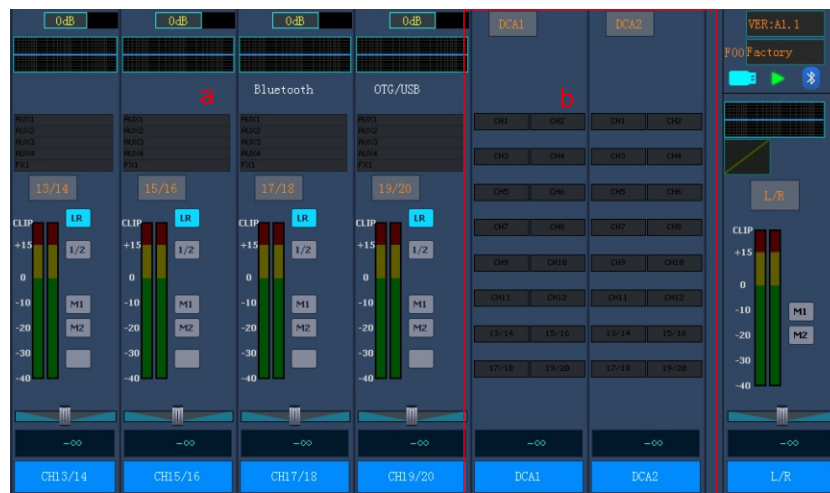 0dB 0dB 0dB 0dB DCA1 DCA2 VER:A1.1
F00 Factory
a Bluetooth OTG/USB b
AUX1 AUX1 AUX1 AUX1 CH1 CH2 CH1 CH2
AUX2 AUX2 AUX2 AUX2
AUX3 AUX3 AUX3 AUX3
AUX4 AUX4 AUX4 AUX4 CH3 CH4 CH3 CH4
FX1 FX1 FX1 FX1
13/14 15/16 17/18 19/20 CH5 CH6 CH5 CH6 L/R
CLIP LR CLIP LR CLIP LR CLIP LR CH7 CH8 CH7 CH8 CLIP
+15 1/2 +15 1/2 +15 1/2 +15 1/2 +15
0 0 0 0 CH9 CH10 CH9 CH10 0
-10 M1 -10 M1 -10 M1 -10 M1 CH11 CH12 CH11 CH12 -10 M1
-20 M2 -20 M2 -20 M2 -20 M2 13/14 15/16 13/14 15/16 -20 M2
-30 -30 -30 -30 17/18 19/20 17/18 19/20 -30
-40 -40 -40 -40 -40
-∞ -∞ -∞ -∞ -∞ -∞ -∞
CH13/14 CH15/16 CH17/18 CH19/20 DCA1 DCA2 L/R